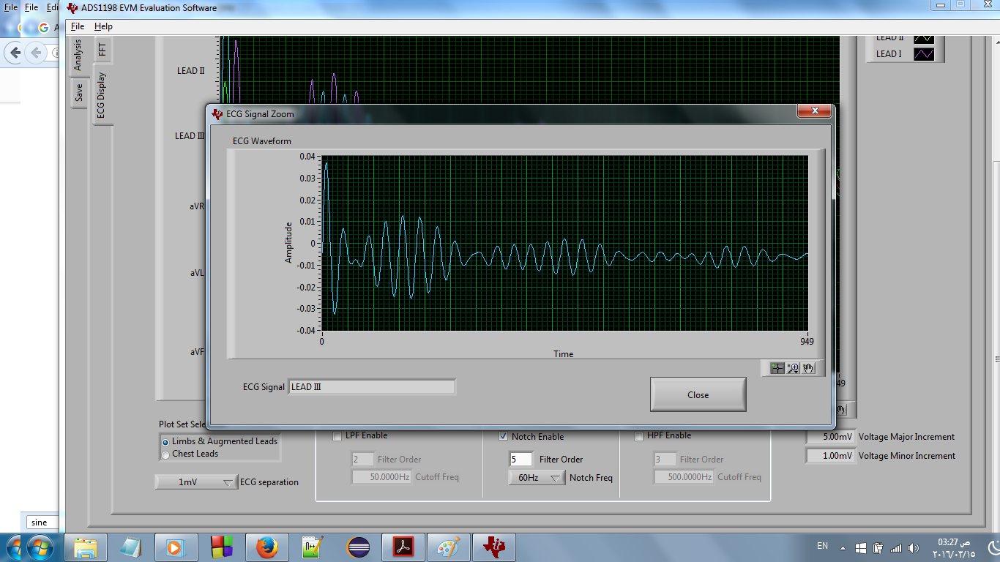 File File Edi
ADS1198 EVM Evaluation Software
File Help
Analysis
Save
FFT
ECG Display
LEAD II
LEAD III
aVR
aVL
aVF
LEAD II
LEAD I
ECG Signal Zoom
ECG Waveform
Amplitude
0.04
0.03
0.02
0.01
0
-0.01
-0.02
-0.03
-0.04
0
949
Time
ECG Signal
LEAD III
Close
49
Plot Set Sele
Limbs & Augmented Leads
Chest Leads
1mV
ECG separation
LPF Enable
2
Filter Order
50.0000Hz
Cutoff Freq
Notch Enable
5
Filter Order
60Hz
Notch Freq
HPF Enable
3
Filter Order
500.0000Hz
Cutoff Freq
5.00mV Voltage Major Increment
1.00mV Voltage Minor Increment
sine
n++
EN
03:27 ص
٢٠١٦/٠٣/١٥